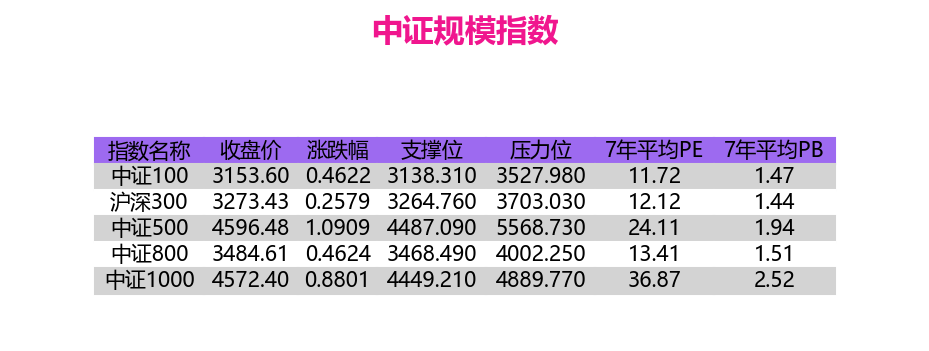 中证规模指数
指数名称 收盘价 涨跌幅 支撑位 压力位 7年平均PE 7年平均PB
中证100 3153.60 0.4622 3138.310 3527.980 11.72 1.47
沪深300 3273.43 0.2579 3264.760 3703.030 12.12 1.44
中证500 4596.48 1.0909 4487.090 5568.730 24.11 1.94
中证800 3484.61 0.4624 3468.490 4002.250 13.41 1.51
中证1000 4572.40 0.8801 4449.210 4889.770 36.87 2.52